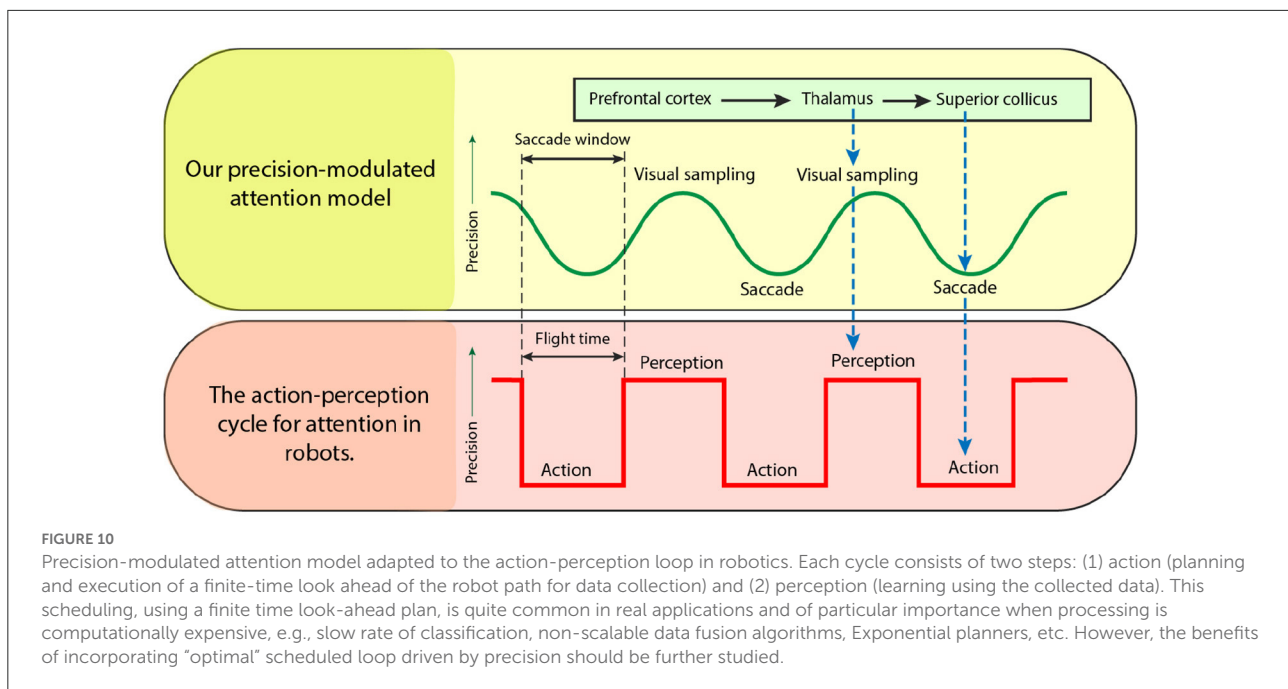 Prefrontal cortex Thalamus Superior collicus
Saccade window
Our precision-modulated
attention model
Precision
Visual sampling Visual sampling
Saccade Saccade
Flight time
The action-perception
cycle for attention in
robots.
Precision
Perception Perception
Action Action Action
FIGURE 10
Precision-modulated attention model adapted to the action-perception loop in robotics. Each cycle consists of two steps: (1) action (planning
and execution of a finite-time look ahead of the robot path for data collection) and (2) perception (learning using the collected data). This
scheduling, using a finite time look-ahead plan, is quite common in real applications and of particular importance when processing is
computationally expensive, e.g., slow rate of classification, non-scalable data fusion algorithms, Exponential planners, etc. However, the benefits
of incorporating “optimal” scheduled loop driven by precision should be further studied.